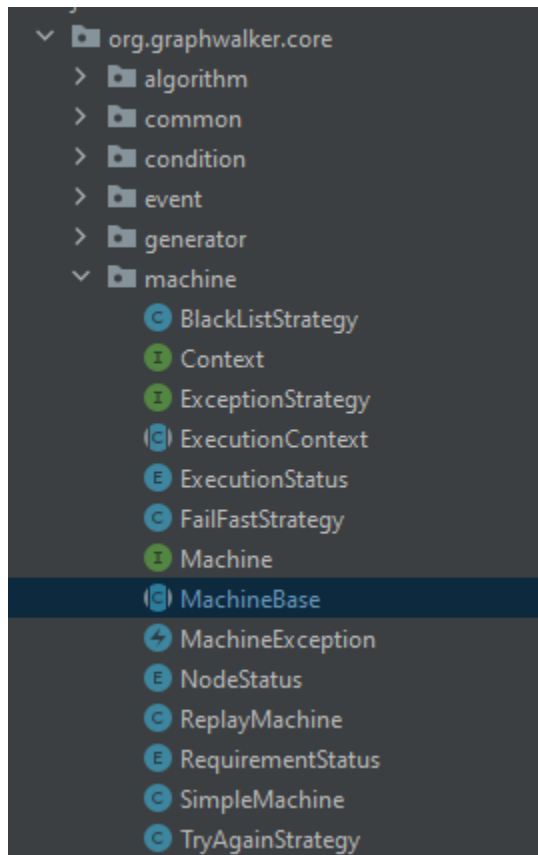 org.graphwalker.core
algorithm
common
condition
event
generator
machine
C BlackListStrategy
I Context
I ExceptionStrategy
C ExecutionContext
E ExecutionStatus
C FailFastStrategy
I Machine
C MachineBase
MachineException
E NodeStatus
C ReplayMachine
E RequirementStatus
C SimpleMachine
C TryAgainStrategy